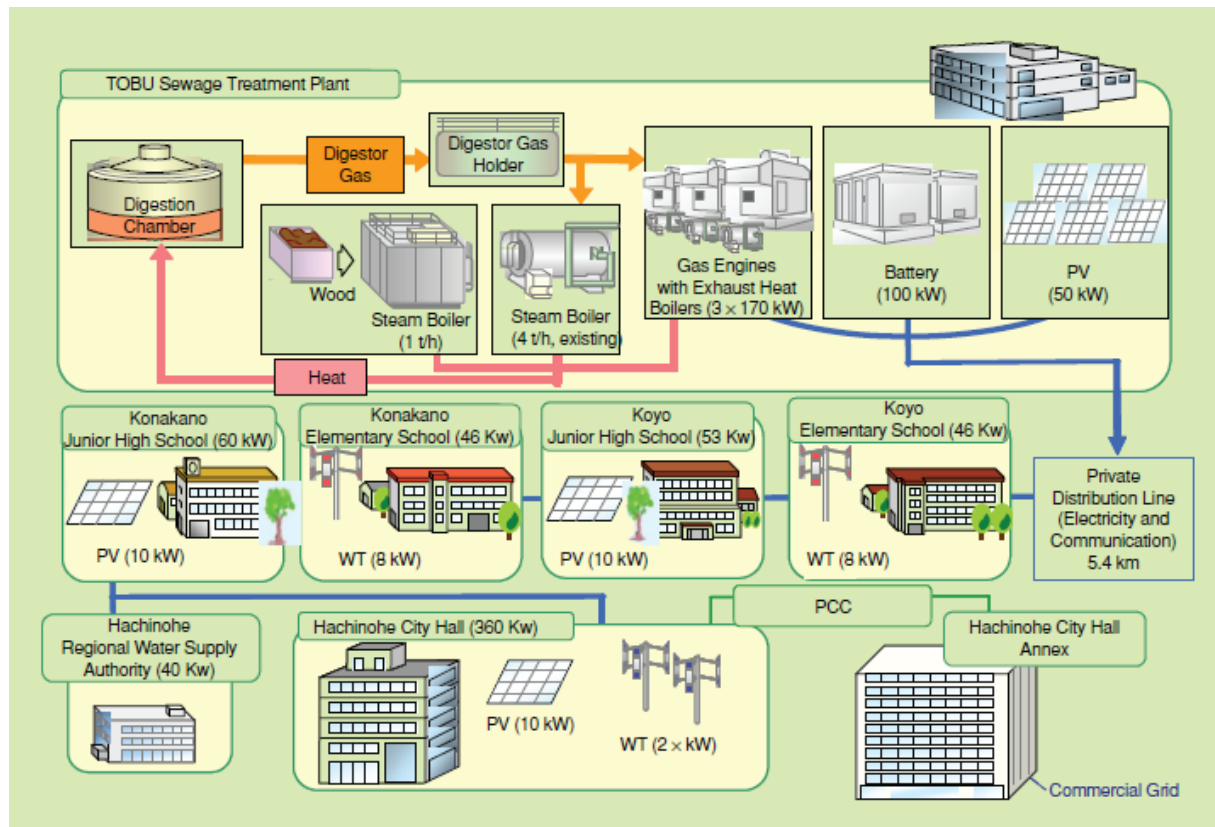 TOBU Sewage Treatment Plant
Digestion
Chamber
Digestor
Gas
Digestor Gas
Holder
Wood
Steam Boiler
(1 t/h)
Steam Boiler
(4 t/h, existing)
Gas Engines
with Exhaust Heat
Boilers (3 × 170 kW)
Battery
(100 kW)
PV
(50 kW)
Heat
Konakano
Junior High School (60 kW)
PV (10 kW)
Konakano
Elementary School (46 Kw)
WT (8 kW)
Koyo
Junior High School (53 Kw)
PV (10 kW)
Koyo
Elementary School (46 Kw)
WT (8 kW)
Private
Distribution Line
(Electricity and
Communication)
5.4 km
Hachinohe
Regional Water Supply
Authority (40 Kw)
Hachinohe City Hall (360 Kw)
PV (10 kW)
WT (2 × kW)
PCC
Hachinohe City Hall
Annex
Commercial Grid